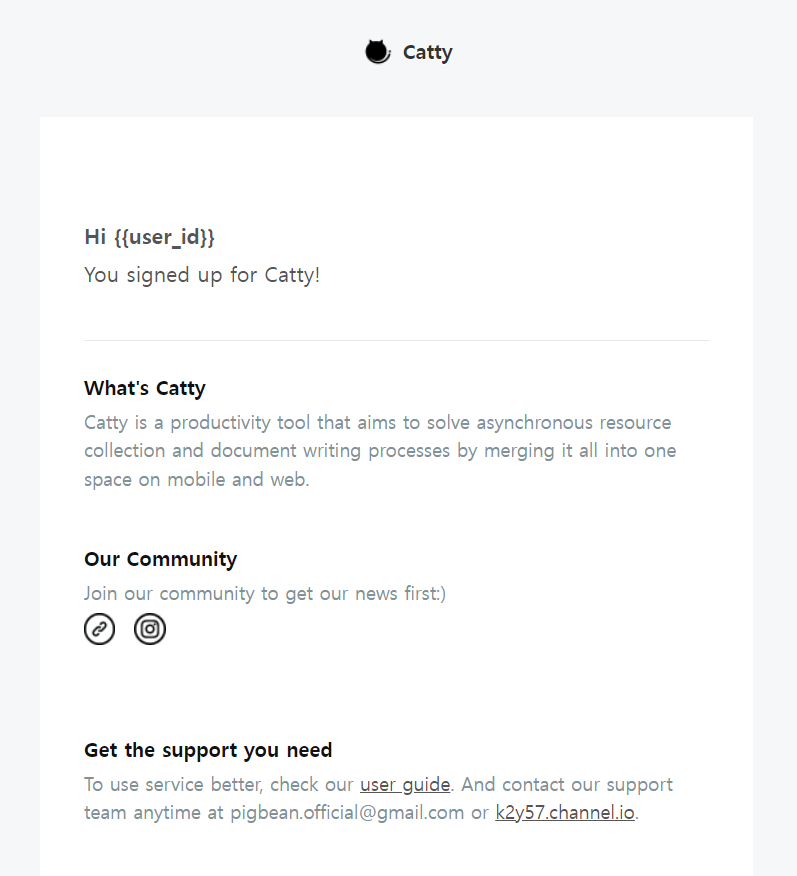 Catty
Hi {{user_id}}
You signed up for Catty!
What's Catty
Catty is a productivity tool that aims to solve asynchronous resource
collection and document writing processes by merging it all into one
space on mobile and web.
Our Community
Join our community to get our news first:)
Get the support you need
To use service better, check our user guide. And contact our support
team anytime at pigbean.official@gmail.com or k2y57.channel.io.